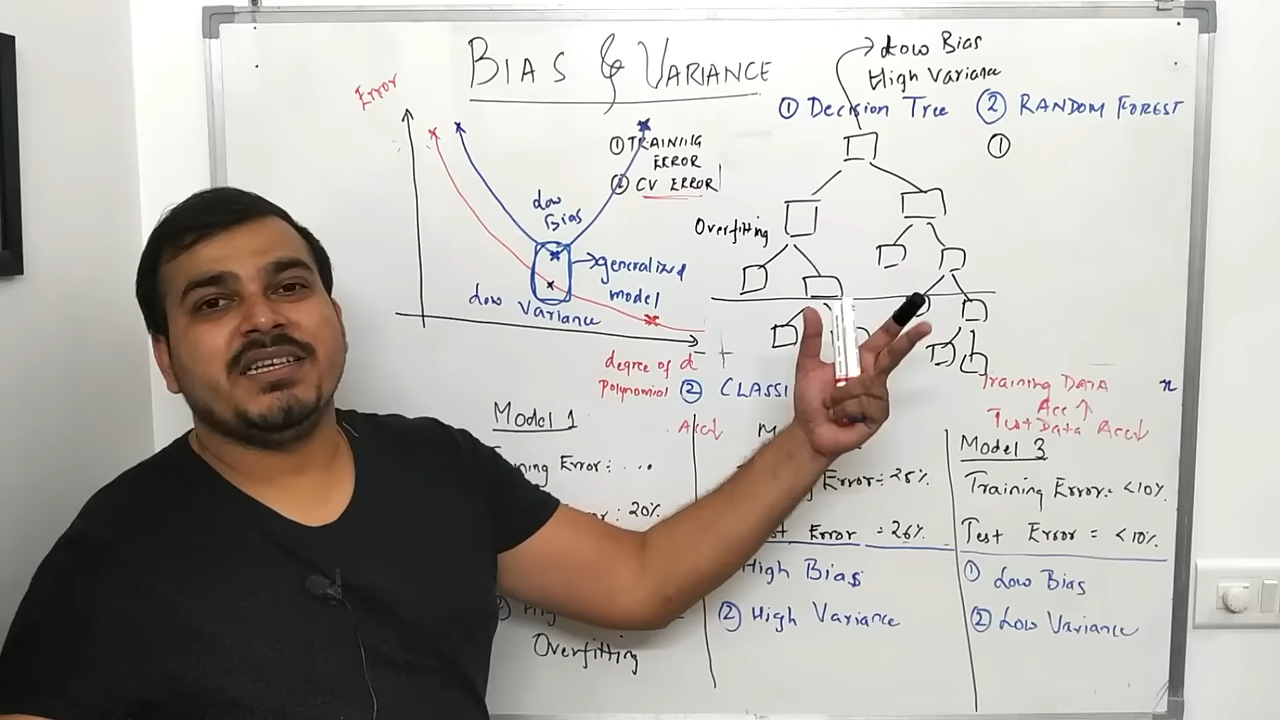 BIAS & VARIANCE
Low Bias
High Variance
① Decision Tree
② RANDOM FOREST
①
Error
① TRAINING
ERROR
② CV ERROR
Low
Bias
generalized
model
Low Variance
degree of
Polynomial
Overfitting
② CLASSI
Training DATA
Acc ↑
Test Data Acc↓
n
Model 1
Error: ...
: 20%
Overfitting
Acc↓
Error: 25%
Error = 26%
High Bias
② High Variance
Model 3
Training Error: <10%
Test Error = <10%
① Low Bias
② Low Variance